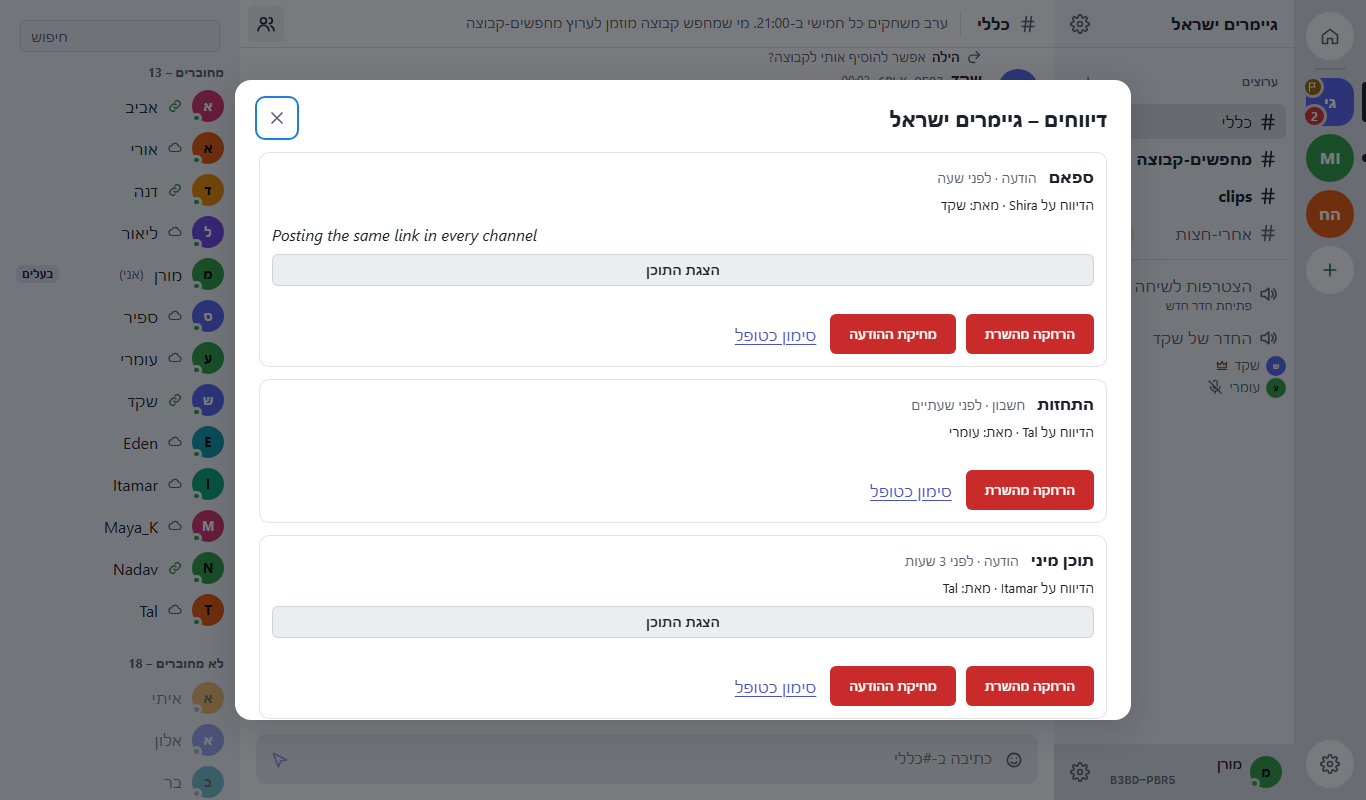 גיימרים ישראל
ערוצים
כללי
מחפשים-קבוצה
clips
אחרי-חצות
הצטרפות לשיחה
פתיחת חדר חדש
החדר של שקד
שקד
עומרי
מורן
B3BD-PBR5
גי
2
MI
הח
כללי
ערב משחקים כל חמישי ב-21:00. מי שמחפש קבוצה מוזמן לערוץ מחפשים-קבוצה
הילה אפשר להוסיף אותי לקבוצה?
דיווחים – גיימרים ישראל
ספאם הודעה · לפני שעה
הדיווח על Shira · מאת: שקד
Posting the same link in every channel
הצגת התוכן
הרחקה מהשרת
מחיקת ההודעה
סימון כטופל
התחזות חשבון · לפני שעתיים
הדיווח על Tal · מאת: עומרי
הרחקה מהשרת
סימון כטופל
תוכן מיני הודעה · לפני 3 שעות
הדיווח על Itamar · מאת: Tal
הצגת התוכן
הרחקה מהשרת
מחיקת ההודעה
סימון כטופל
כתיבה ב-#כללי
חיפוש
מחוברים – 13
א אביב
א אורי
ד דנה
ל ליאור
מ מורן (אני) בעלים
ס ספיר
ע עומרי
ש שקד
E Eden
I Itamar
M Maya_K
N Nadav
T Tal
לא מחוברים – 18
א איתי
א אלון
ב בר